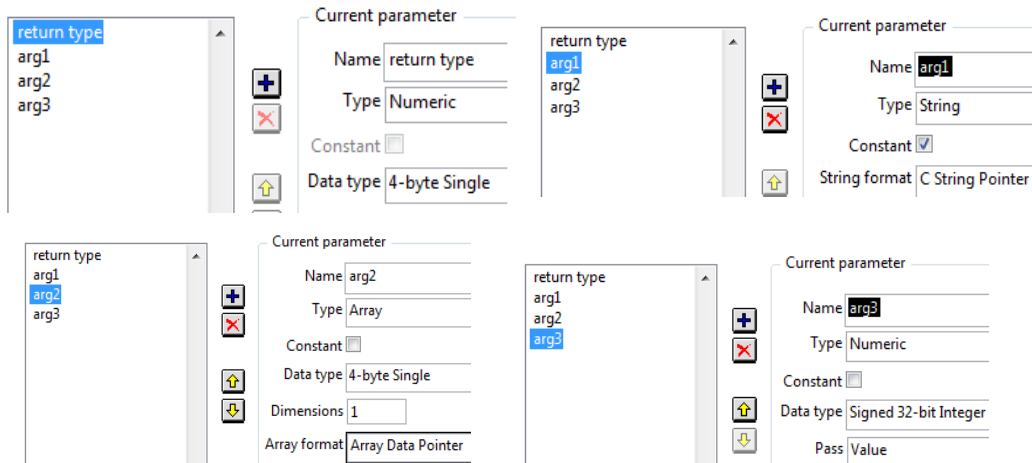 return type
arg1
arg2
arg3
Current parameter
Name return type
Type Numeric
Constant
Data type 4-byte Single
return type
arg1
arg2
arg3
Current parameter
Name arg1
Type String
Constant
String format C String Pointer
return type
arg1
arg2
arg3
Current parameter
Name arg2
Type Array
Constant
Data type 4-byte Single
Dimensions 1
Array format Array Data Pointer
return type
arg1
arg2
arg3
Current parameter
Name arg3
Type Numeric
Constant
Data type Signed 32-bit Integer
Pass Value